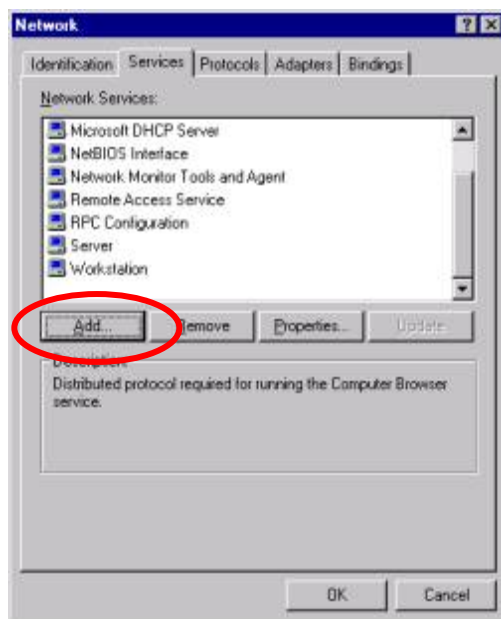 Network
Identification Services Protocols Adapters Bindings
Network Services:
Microsoft DHCP Server
NetBIOS Interface
Network Monitor Tools and Agent
Remote Access Service
RPC Configuration
Server
Workstation
Add... Remove Properties... Update
Description:
Distributed protocol required for running the Computer Browser
service.
OK Cancel